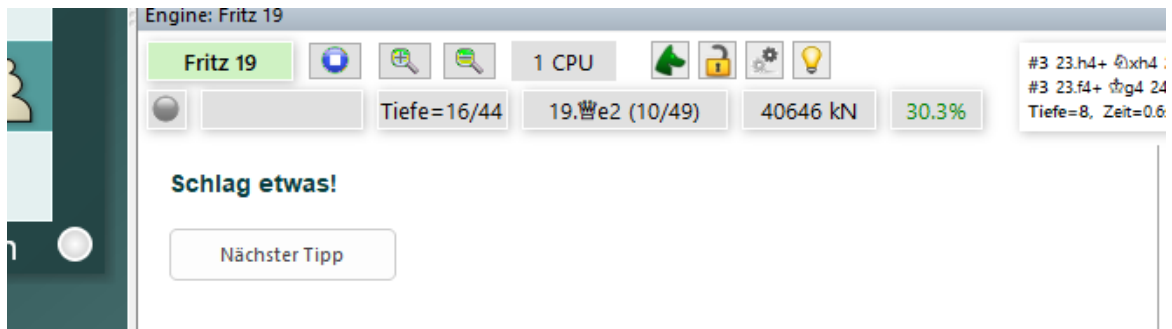 Engine: Fritz 19
Fritz 19 1 CPU
Tiefe=16/44 19.♕e2 (10/49) 40646 kN 30.3%
#3 23.h4+ ♘xh4
#3 23.f4+ ♔g4 24
Tiefe=8, Zeit=0.6
Schlag etwas!
Nächster Tipp